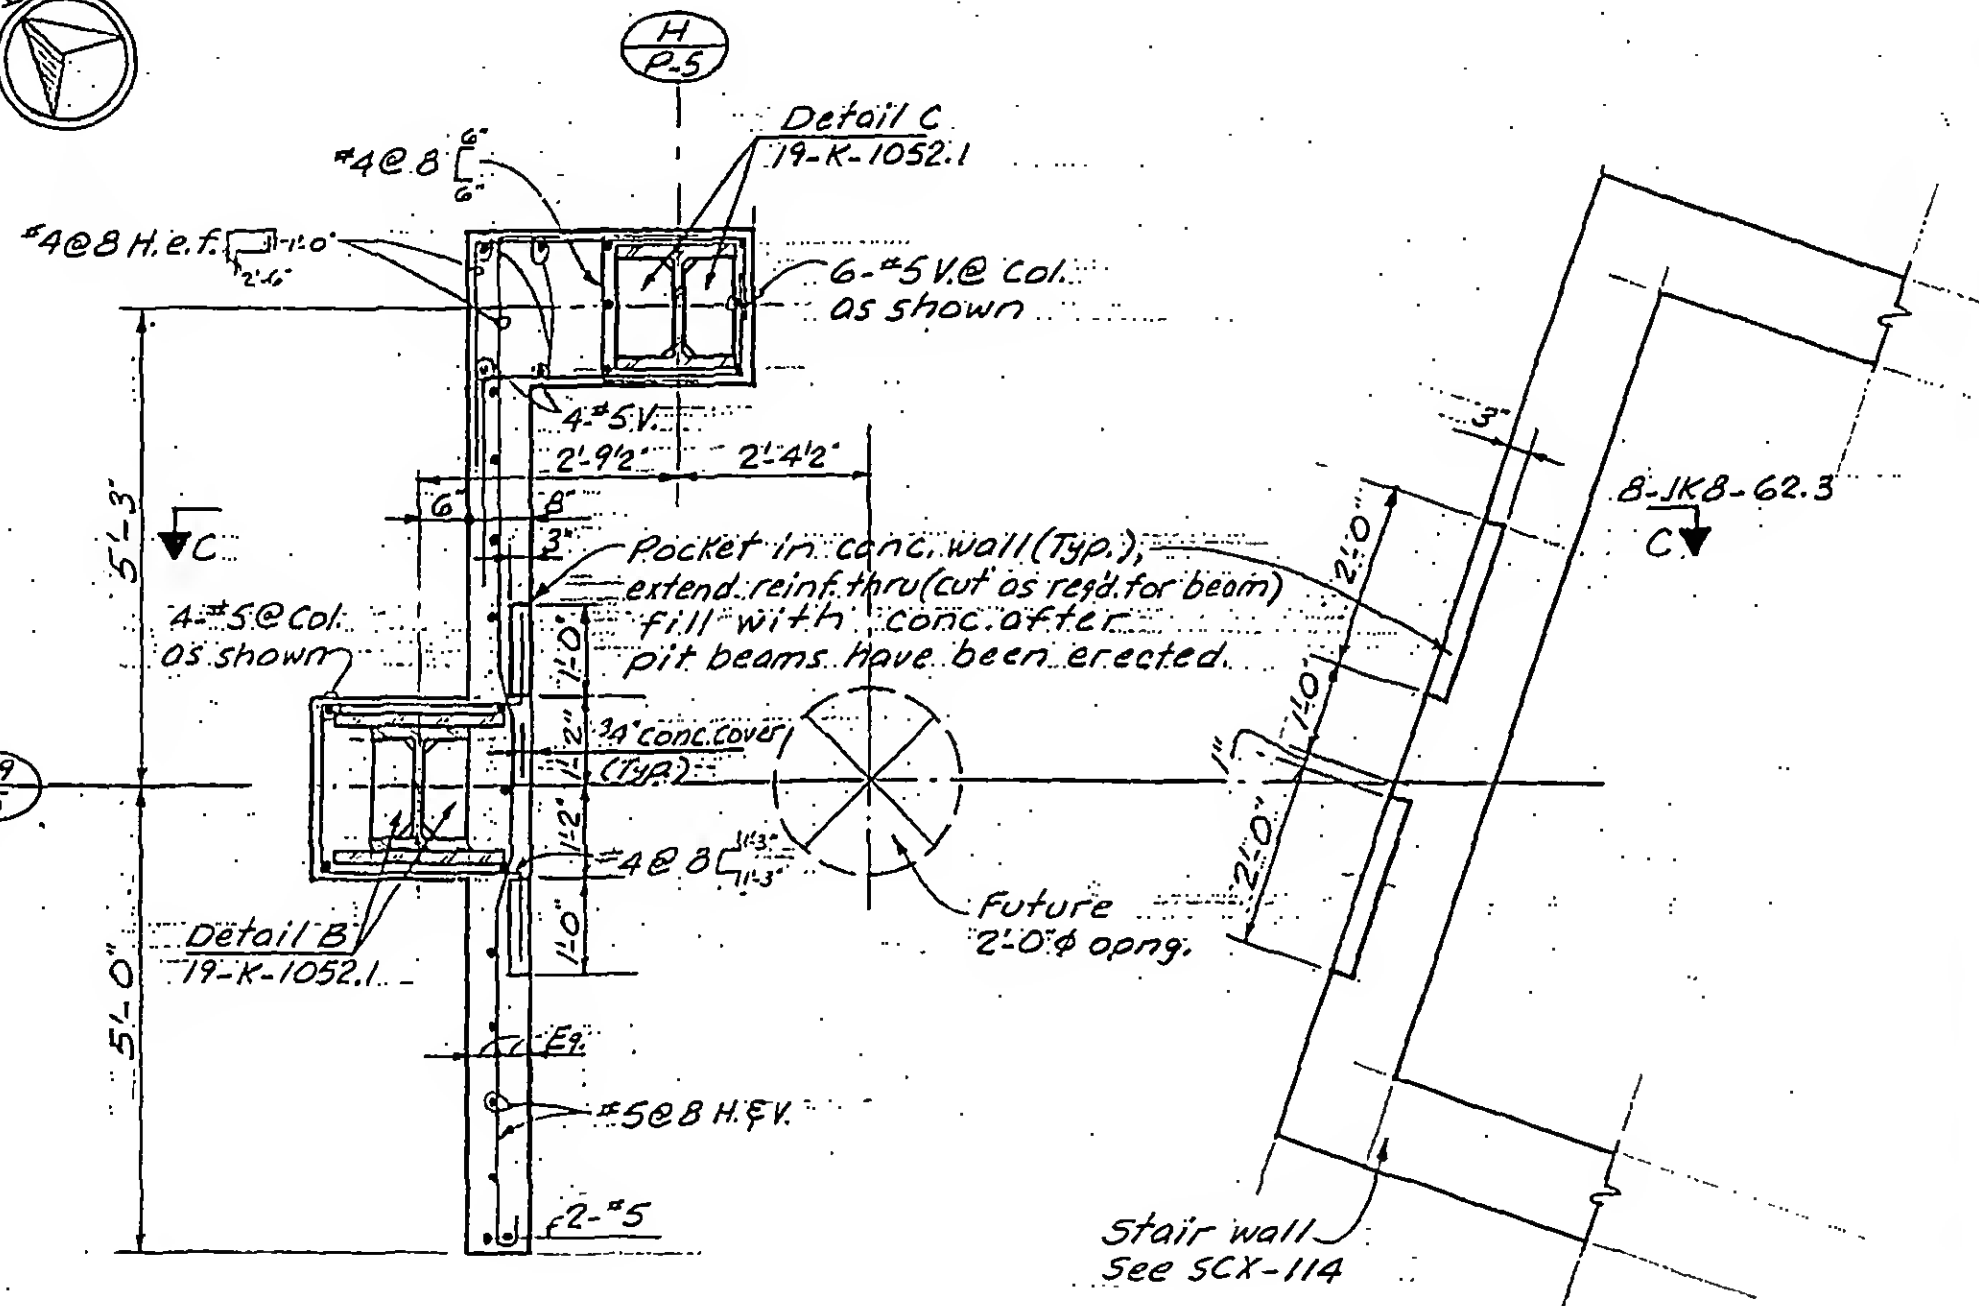 H
P-5
Detail C
19-K-1052.1
#4@8 6" 6"
#4@8 H.e.f. 1'-0" 2'-6"
6-#5 V.@ Col.
as shown
4-#5 V.
2'-9½" 2'-4½"
6" 8"
3"
5'-3"
C
Pocket in conc. wall (Typ.),
extend reinf. thru (cut as req'd. for beam)
fill with conc. after
pit beams have been erected.
3"
8-JK8-62.3
C
2'-0"
1'-0"
1"
2'-0"
4-#5@Col.
as shown
1'-0"
1'-2"
¾" conc. cover
(Typ.)
1'-2"
#4@8 1'-3" 1'-3"
1'-0"
9
Detail B
19-K-1052.1
5'-0"
Future
2'-0"φ opng.
Eq.
#5@8 H.&V.
2-#5
Stair wall
See SCX-114